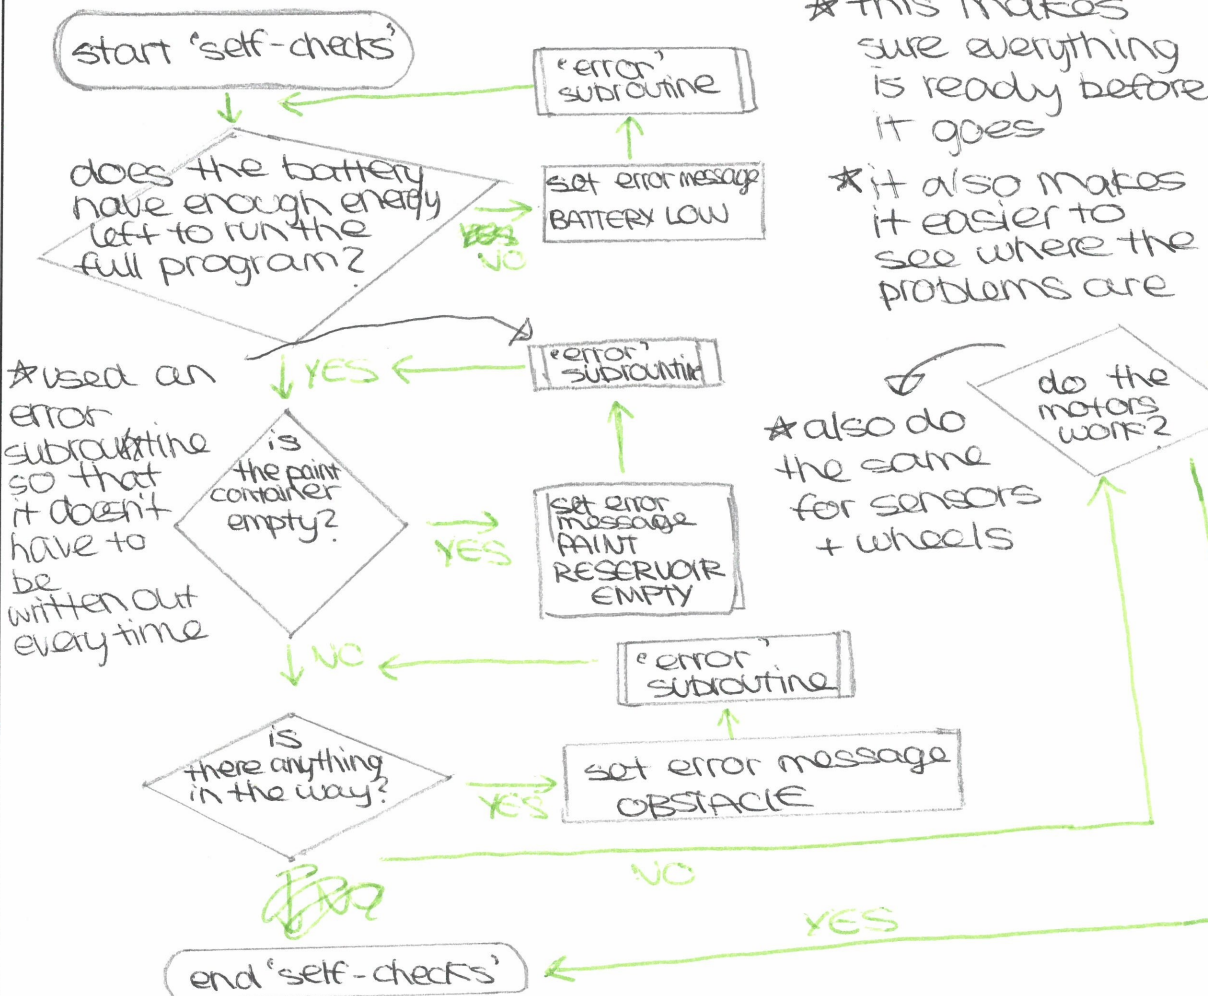 start 'self-checks'
"error"
subroutine
★ this makes
sure everything
is ready before
it goes
does the battery
have enough energy
left to run the
full program?
NO
set error message
BATTERY LOW
★ it also makes
it easier to
see where the
problems are
YES
"error"
subrountine
★ used an
error
subroutine
so that
it doesn't
have to
be
written out
every time
is
the paint
container
empty?
YES
set error
message
PAINT
RESERVOIR
EMPTY
do the
motors
work?
★ also do
the same
for sensors
+ wheels
NO
"error"
subroutine
is
there anything
in the way?
YES
set error message
OBSTACLE
NO
YES
end 'self-checks'